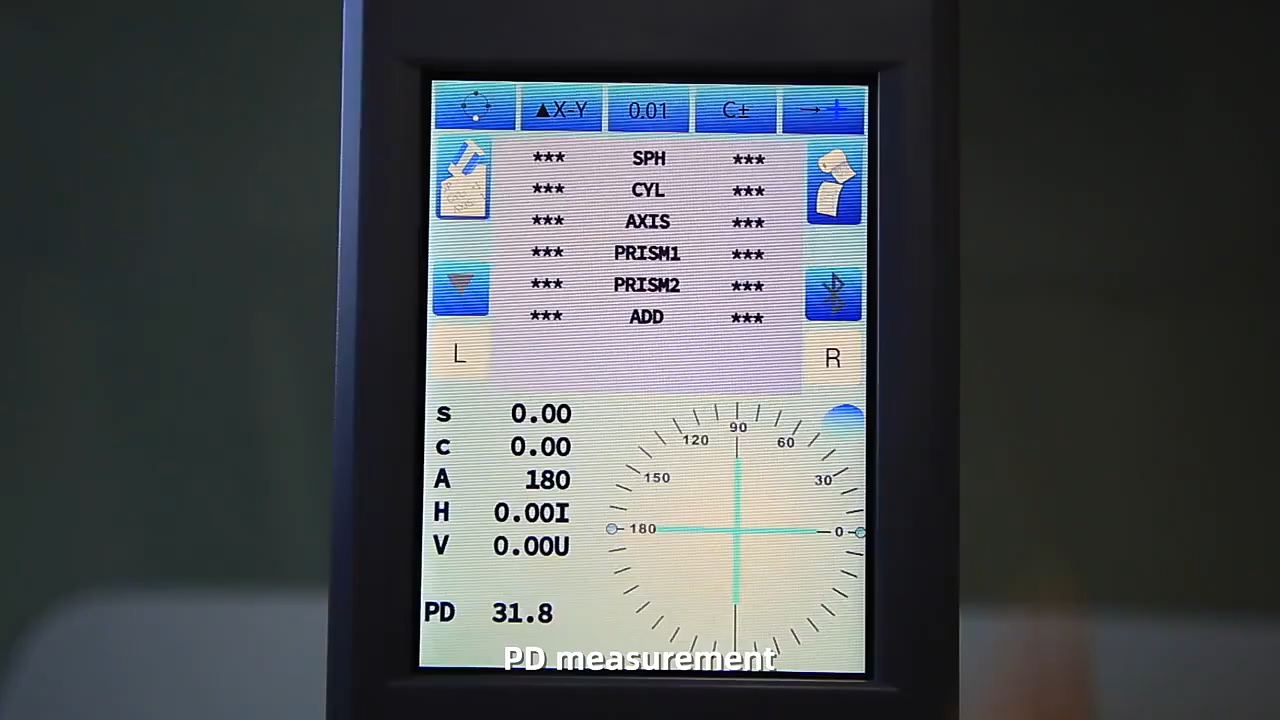 ▲X-Y 0.01 C± →+
*** SPH ***
*** CYL ***
*** AXIS ***
*** PRISM1 ***
*** PRISM2 ***
*** ADD ***
L R
S 0.00
C 0.00
A 180
H 0.00I
V 0.00U
PD 31.8
90
120 60
150 30
180 0
PD measurement